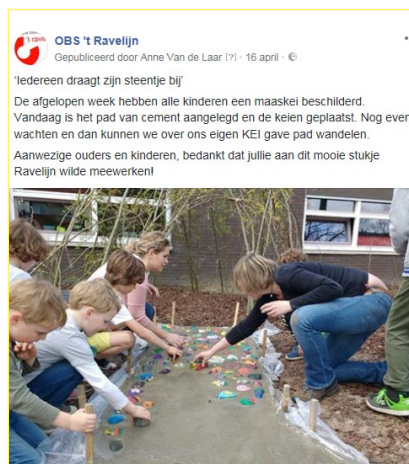 't rave
OBS 't Ravelijn
Gepubliceerd door Anne Van de Laar [?] · 16 april ·
'Iedereen draagt zijn steentje bij'
De afgelopen week hebben alle kinderen een maaskei beschilderd.
Vandaag is het pad van cement aangelegd en de keien geplaatst. Nog ever
wachten en dan kunnen we over ons eigen KEI gave pad wandelen.
Aanwezige ouders en kinderen, bedankt dat jullie aan dit mooie stukje
Ravelijn wilde meewerken!